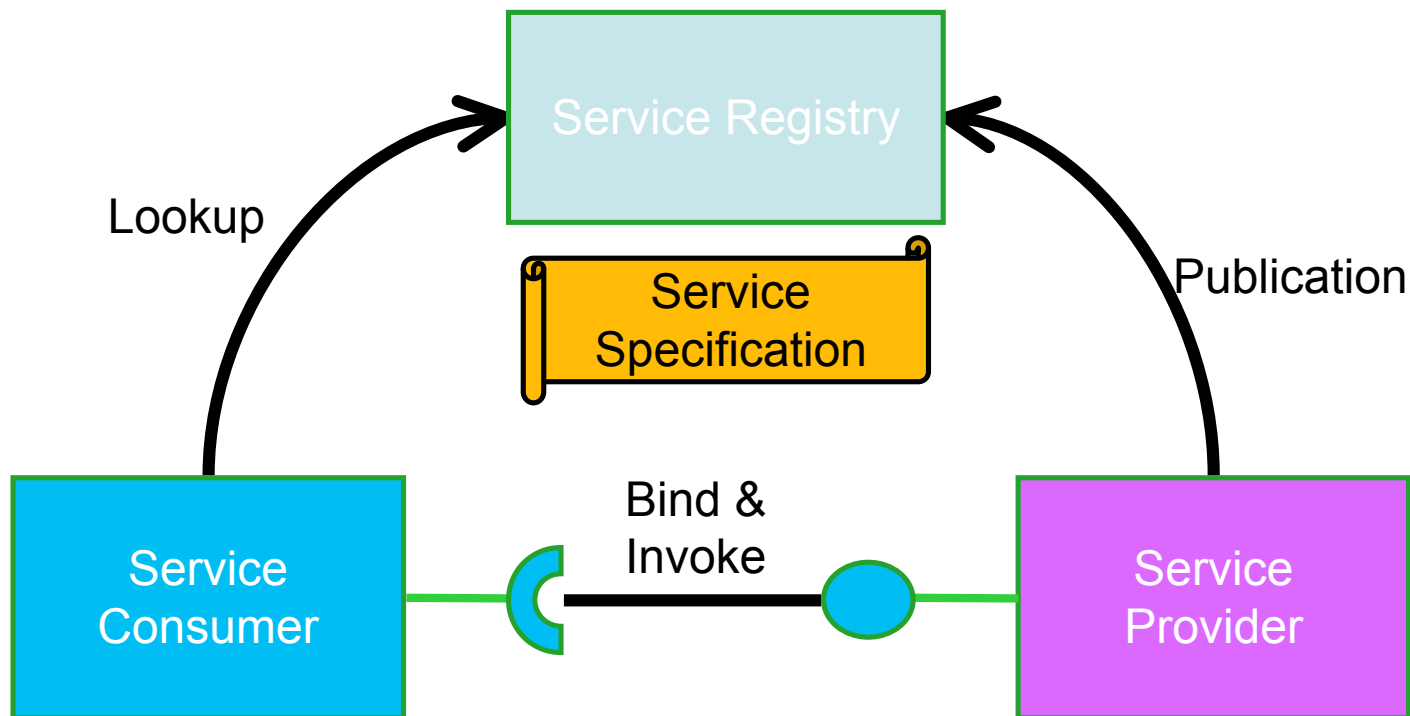 Service Registry
Lookup
Publication
Service
Specification
Bind &
Invoke
Service
Consumer
Service
Provider